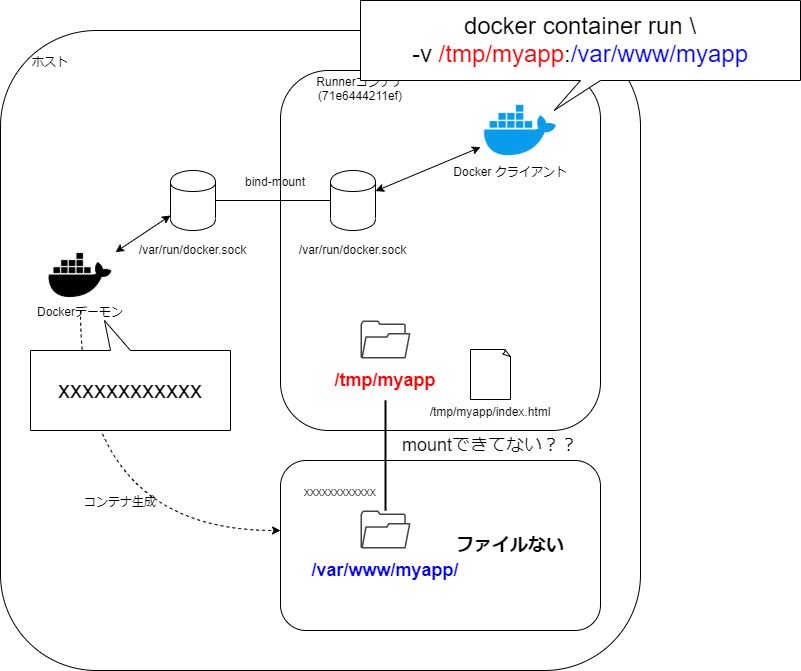 docker container run \
-v /tmp/myapp:/var/www/myapp
ホスト
Runnerコンテナ
(71e6444211ef)
Docker クライアント
bind-mount
/var/run/docker.sock
/var/run/docker.sock
Dockerデーモン
xxxxxxxxxxxx
/tmp/myapp
/tmp/myapp/index.html
mountできてない？？
コンテナ生成
xxxxxxxxxxxx
ファイルない
/var/www/myapp/